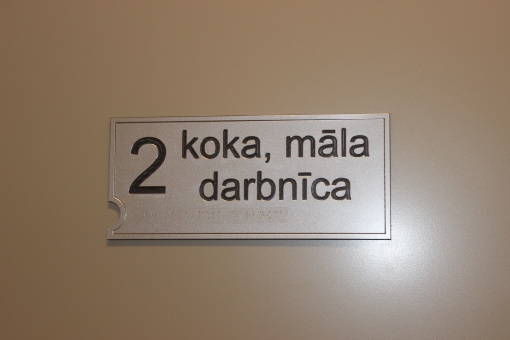 2 koka, māla
darbnīca